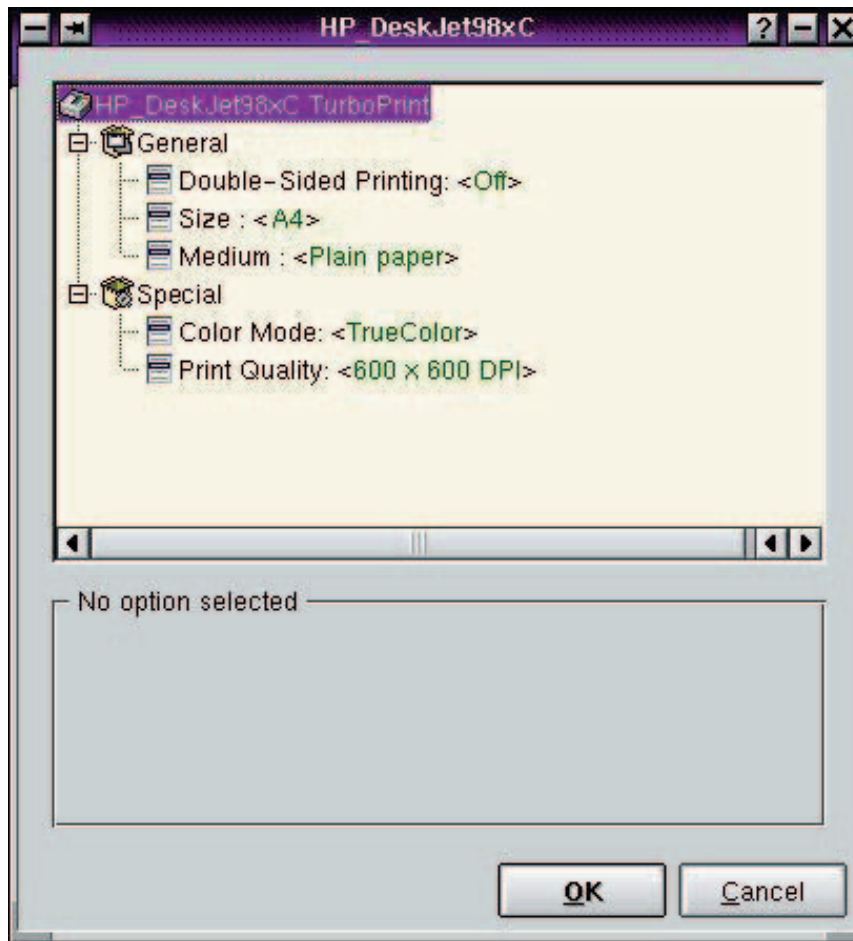 HP_DeskJet98xC
HP_DeskJet98xC TurboPrint
General
Double-Sided Printing: <Off>
Size : <A4>
Medium : <Plain paper>
Special
Color Mode: <TrueColor>
Print Quality: <600 x 600 DPI>
No option selected
OK
Cancel